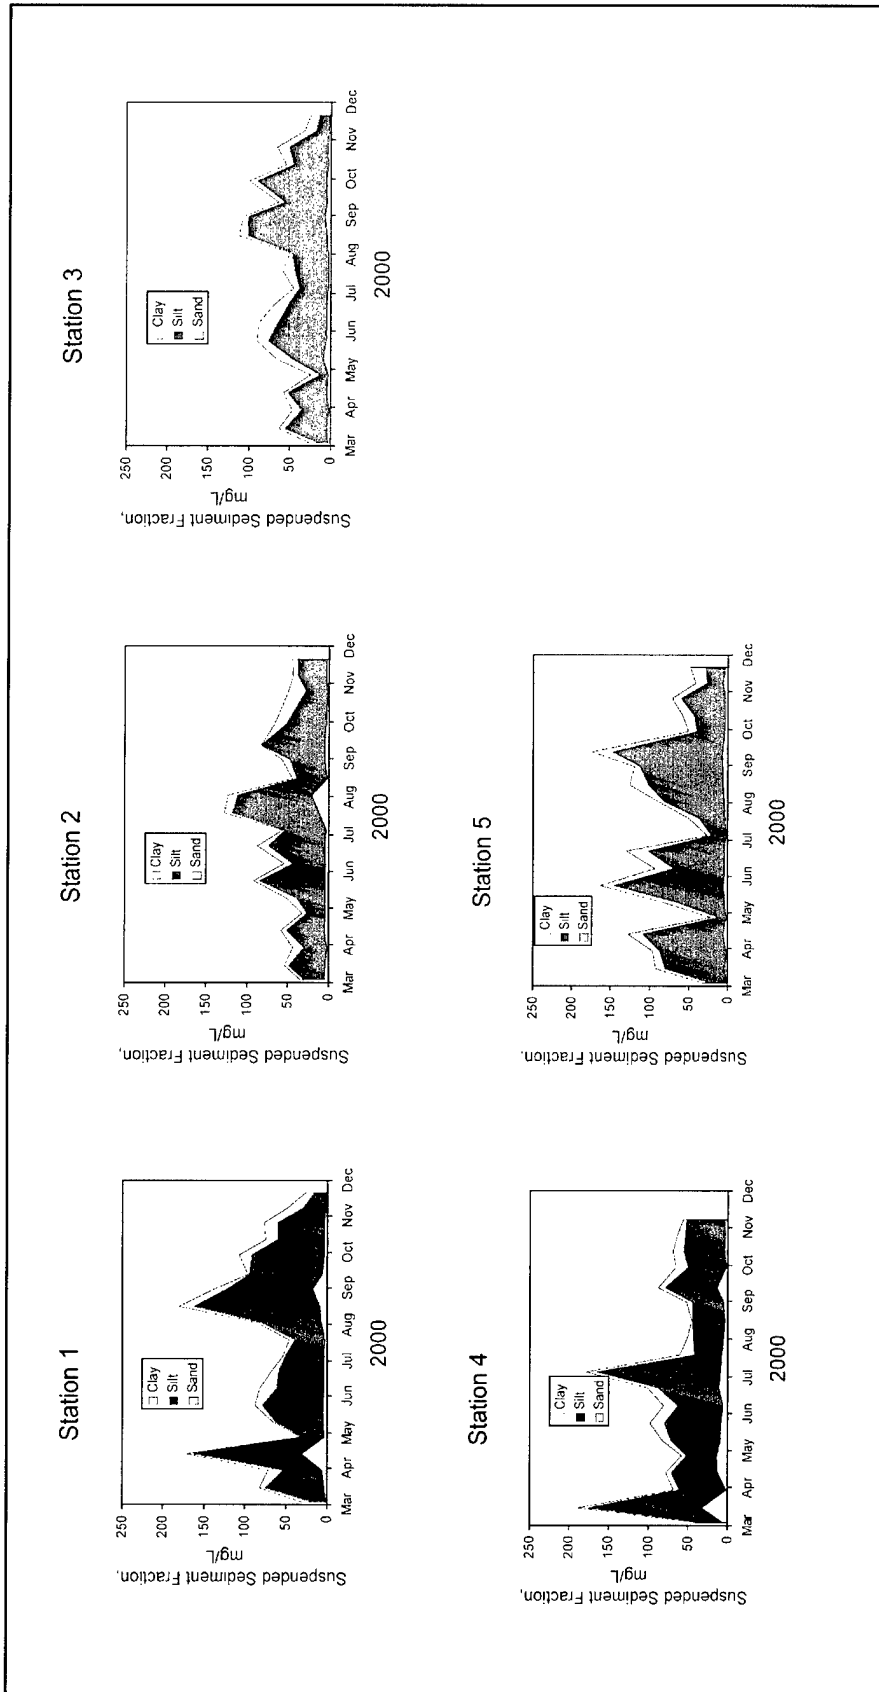 Station 1
Suspended Sediment Fraction,
mg/L
250
200
150
100
50
0
Clay
Silt
Sand
Mar Apr May Jun Jul Aug Sep Oct Nov Dec
2000
Station 2
Suspended Sediment Fraction,
mg/L
250
200
150
100
50
0
Clay
Silt
Sand
Mar Apr May Jun Jul Aug Sep Oct Nov Dec
2000
Station 3
Suspended Sediment Fraction,
mg/L
250
200
150
100
50
0
Clay
Silt
Sand
Mar Apr May Jun Jul Aug Sep Oct Nov Dec
2000
Station 4
Suspended Sediment Fraction,
mg/L
250
200
150
100
50
0
Clay
Silt
Sand
Mar Apr May Jun Jul Aug Sep Oct Nov Dec
2000
Station 5
Suspended Sediment Fraction.
mg/L
250
200
150
100
50
0
Clay
Silt
Sand
Mar Apr May Jun Jul Aug Sep Oct Nov Dec
2000